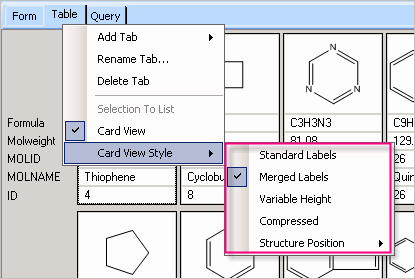 Form Table Query
Add Tab
Rename Tab...
Delete Tab
Selection To List
Card View
Card View Style
Standard Labels
Merged Labels
Variable Height
Compressed
Structure Position
N N
N
Formula C3H3N3 C9H
Molweight 81.08 129.
MOLID 26
MOLNAME Thiophene Cyclobu Quin
ID 4 8 26